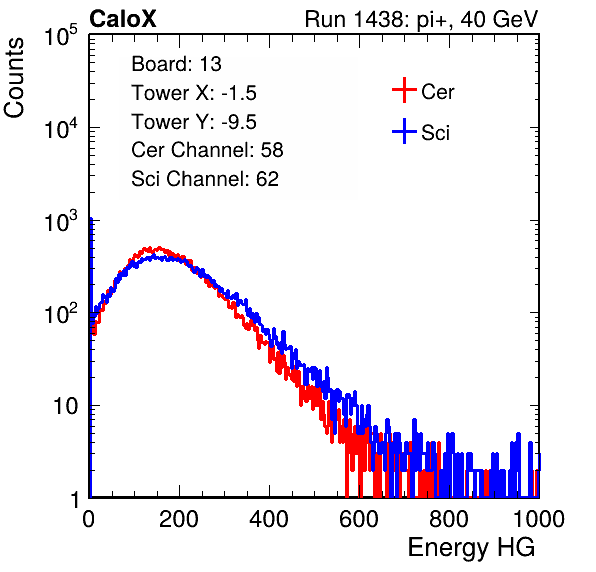 CaloX Run 1438: pi+, 40 GeV
Counts
Board: 13
Tower X: -1.5
Tower Y: -9.5
Cer Channel: 58
Sci Channel: 62
Cer
Sci
10^5
10^4
10^3
10^2
10
1
0 200 400 600 800 1000
Energy HG